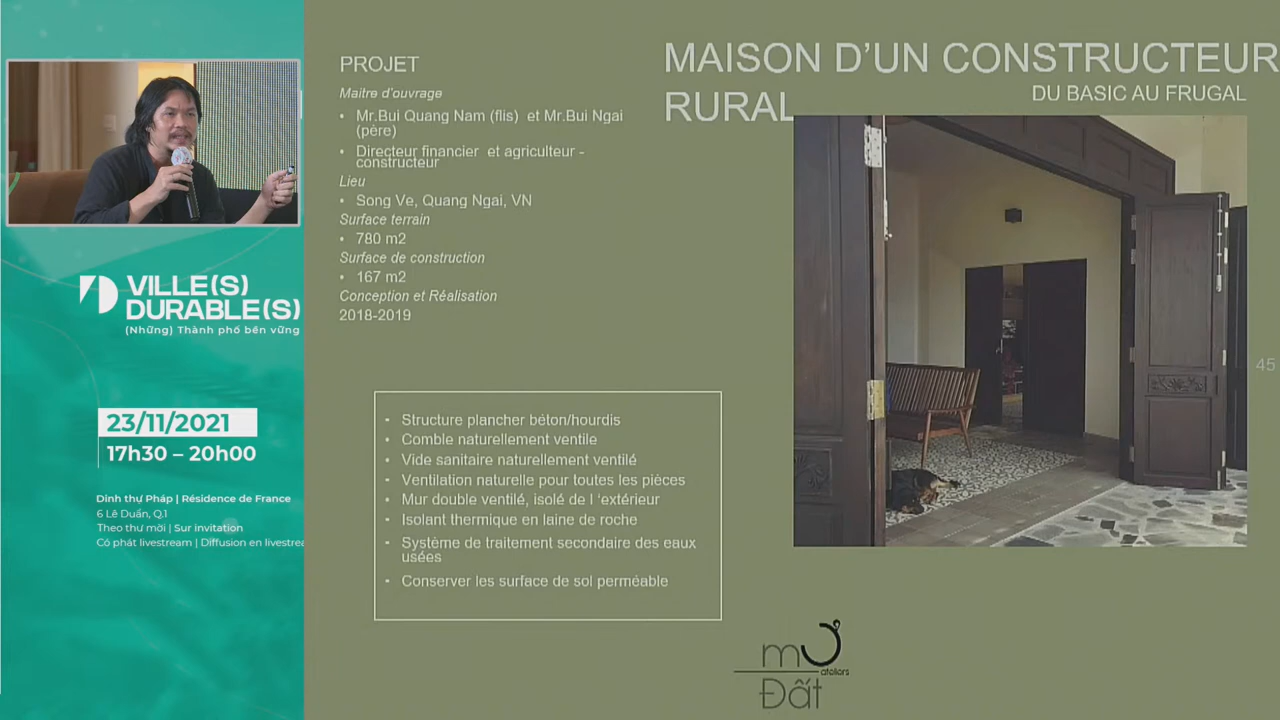 VILLE(S)
DURABLE(S)
(Những) Thành phố bền vững
23/11/2021
17h30 – 20h00
Dinh thự Pháp | Résidence de France
6 Lê Duẩn, Q.1
Theo thư mời | Sur invitation
Có phát livestream | Diffusion en livestrea
PROJET
Maitre d'ouvrage
• Mr.Bui Quang Nam (flis) et Mr.Bui Ngai
(père)
• Directeur financier et agriculteur -
constructeur
Lieu
• Song Ve, Quang Ngai, VN
Surface terrain
• 780 m2
Surface de construction
• 167 m2
Conception et Réalisation
2018-2019
MAISON D'UN CONSTRUCTEUR
RURAL
DU BASIC AU FRUGAL
45
• Structure plancher béton/hourdis
• Comble naturellement ventile
• Vide sanitaire naturellement ventilé
• Ventilation naturelle pour toutes les pièces
• Mur double ventilé, isolé de l 'extérieur
• Isolant thermique en laine de roche
• Système de traitement secondaire des eaux
usées
• Conserver les surface de sol perméable
mơ
ateliers
Đất